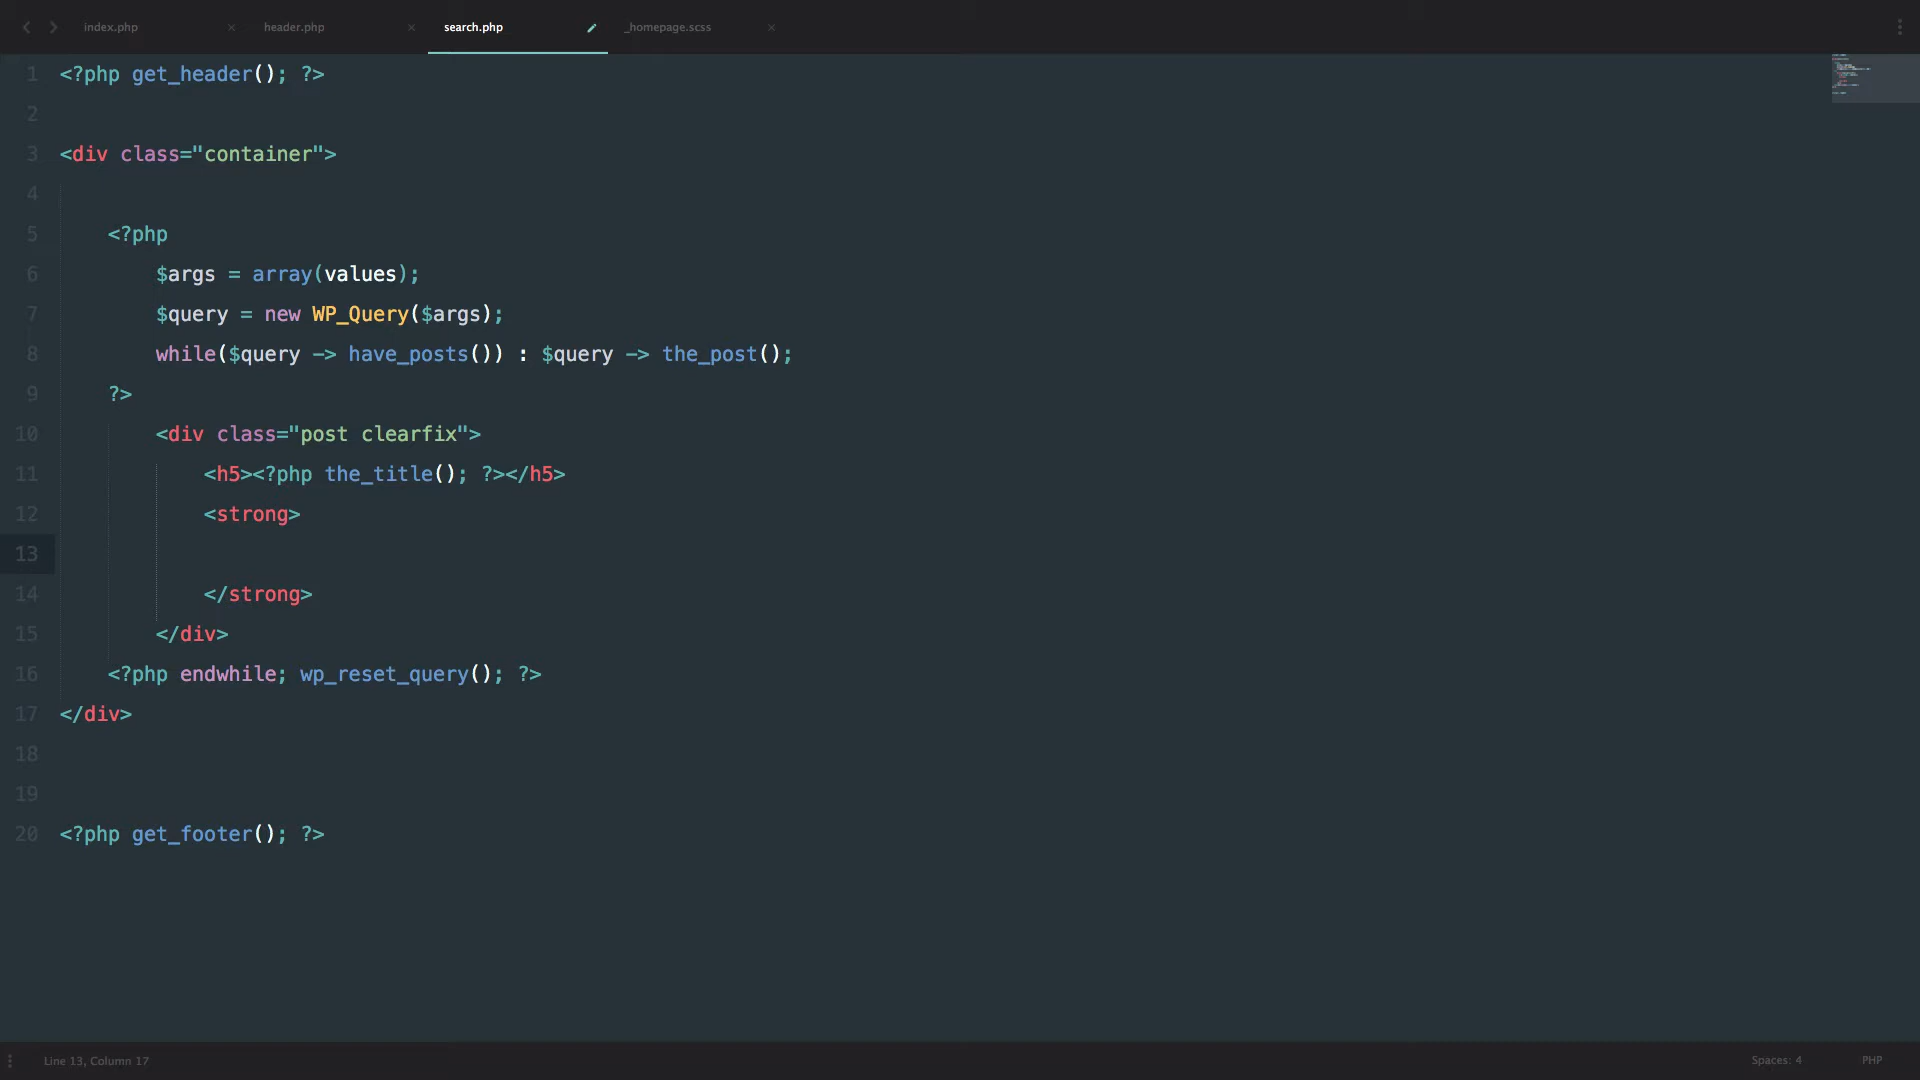 index.php × header.php × search.php _homepage.scss ×
1 <?php get_header(); ?>
2
3 <div class="container">
4
5 <?php
6 $args = array(values);
7 $query = new WP_Query($args);
8 while($query -> have_posts()) : $query -> the_post();
9 ?>
10 <div class="post clearfix">
11 <h5><?php the_title(); ?></h5>
12 <strong>
13
14 </strong>
15 </div>
16 <?php endwhile; wp_reset_query(); ?>
17 </div>
18
19
20 <?php get_footer(); ?>
Line 13, Column 17 Spaces: 4 PHP